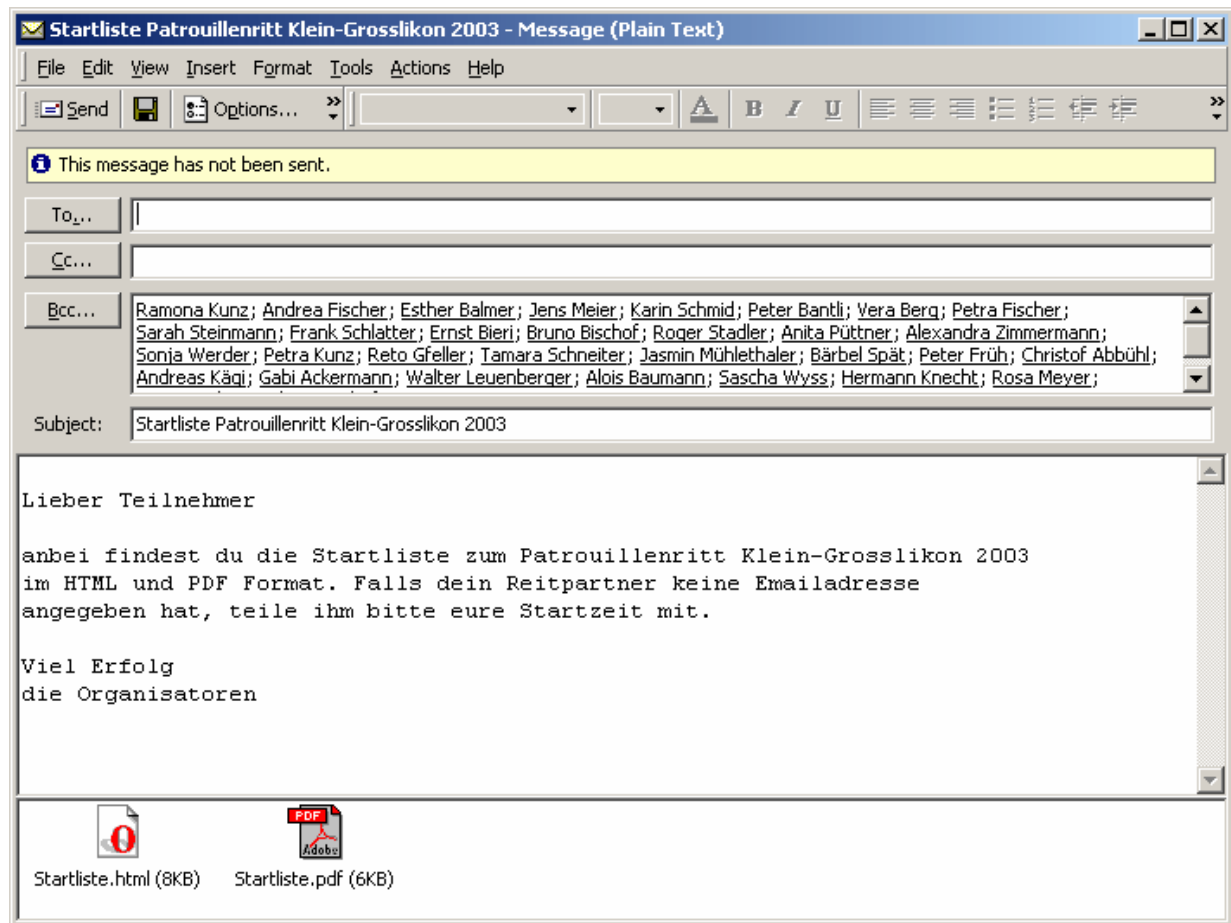 Startliste Patrouillenritt Klein-Grosslikon 2003 - Message (Plain Text)
File Edit View Insert Format Tools Actions Help
Send Options... A B I U
This message has not been sent.
To...
Cc...
Bcc... Ramona Kunz; Andrea Fischer; Esther Balmer; Jens Meier; Karin Schmid; Peter Bantli; Vera Berg; Petra Fischer;
Sarah Steinmann; Frank Schlatter; Ernst Bieri; Bruno Bischof; Roger Stadler; Anita Püttner; Alexandra Zimmermann;
Sonja Werder; Petra Kunz; Reto Gfeller; Tamara Schneiter; Jasmin Mühlethaler; Bärbel Spät; Peter Früh; Christof Abbühl;
Andreas Kägi; Gabi Ackermann; Walter Leuenberger; Alois Baumann; Sascha Wyss; Hermann Knecht; Rosa Meyer;
Subject: Startliste Patrouillenritt Klein-Grosslikon 2003
Lieber Teilnehmer
anbei findest du die Startliste zum Patrouillenritt Klein-Grosslikon 2003
im HTML und PDF Format. Falls dein Reitpartner keine Emailadresse
angegeben hat, teile ihm bitte eure Startzeit mit.
Viel Erfolg
die Organisatoren
PDF
Adobe
Startliste.html (8KB) Startliste.pdf (6KB)